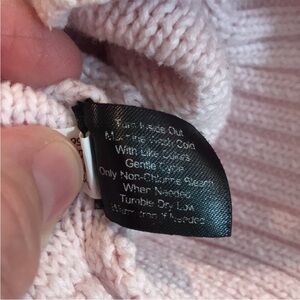 Turn Inside Out
Machine Wash Cold
With Like Colors
Gentle Cycle
Only Non-Chlorine Bleach
When Needed
Tumble Dry Low
Warm Iron If Needed